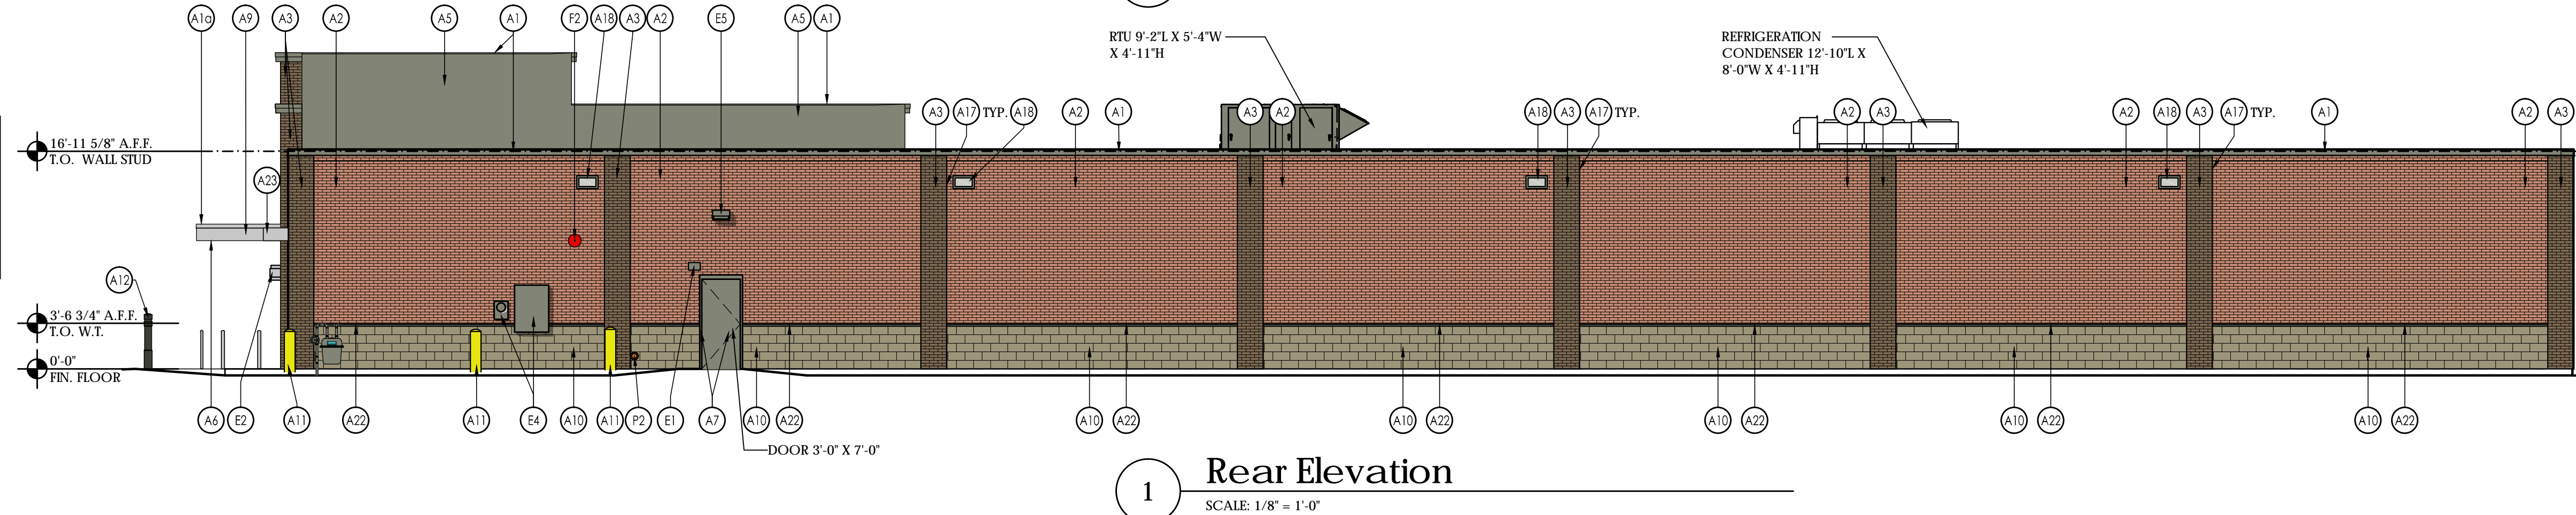 A1a A9 A3 A2 A5 A1 F2 A18 A3 A2 E5 A5 A1
RTU 9'-2"L X 5'-4"W
X 4'-11"H
REFRIGERATION
CONDENSER 12'-10"L X
8'-0"W X 4'-11"H
A3 A17 TYP. A18 A2 A1 A3 A2 A18 A3 A17 TYP. A2 A3 A2 A18 A3 A17 TYP. A1 A2 A3
16'-11 5/8" A.F.F.
T.O. WALL STUD
A23
A12
3'-6 3/4" A.F.F.
T.O. W.T.
0'-0"
FIN. FLOOR
A6 E2 A11 A22 A11 E4 A10 A11 P2 E1 A7 A10 A22 A10 A22 A10 A22 A10 A22 A10 A22 A10 A22
DOOR 3'-0" X 7'-0"
1 Rear Elevation
SCALE: 1/8" = 1'-0"